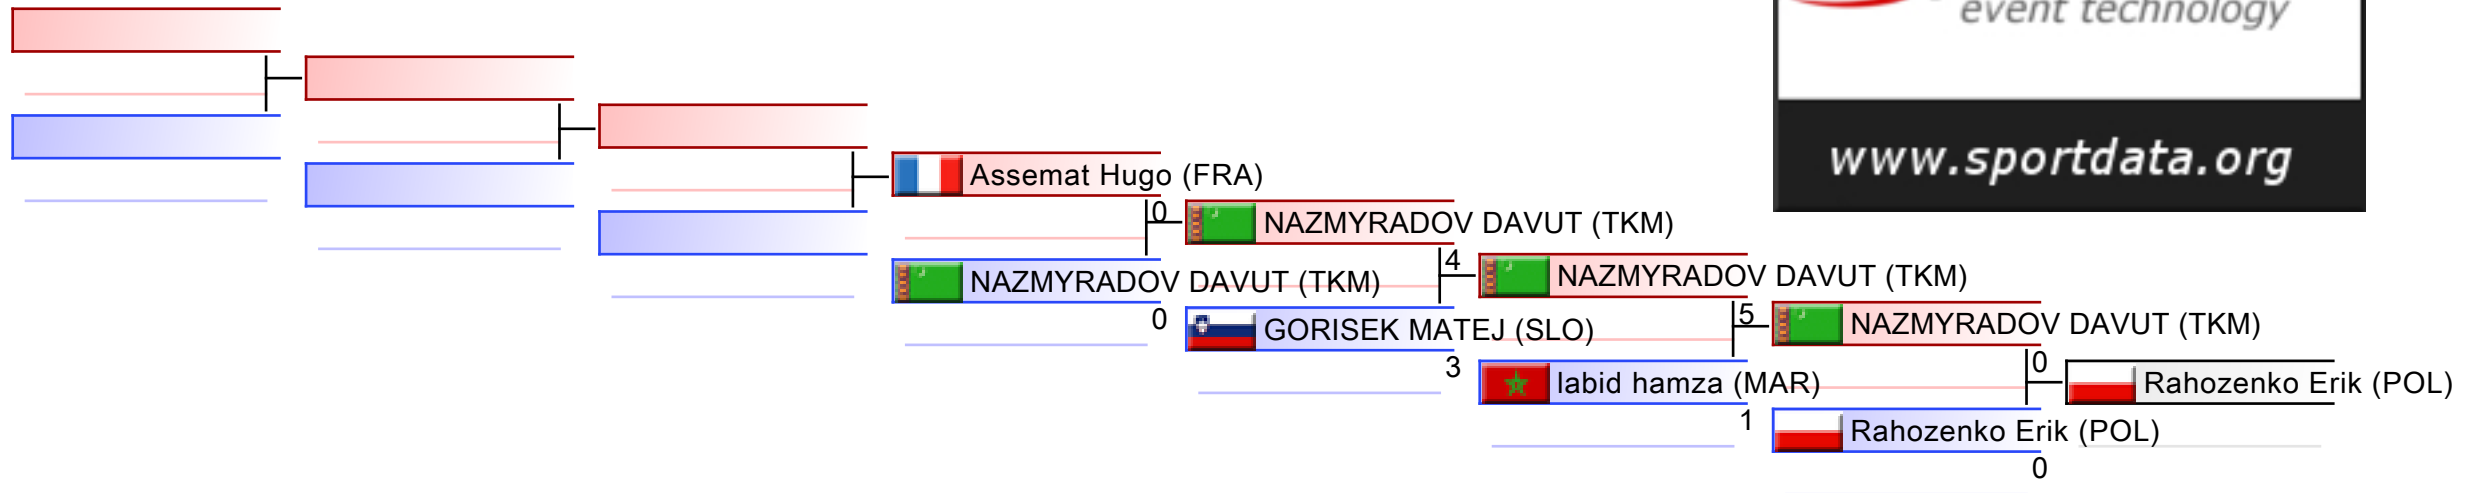 event technology
www.sportdata.org
Assemat Hugo (FRA)
0
NAZMYRADOV DAVUT (TKM)
0
NAZMYRADOV DAVUT (TKM)
4
GORISEK MATEJ (SLO)
3
NAZMYRADOV DAVUT (TKM)
5
labid hamza (MAR)
1
NAZMYRADOV DAVUT (TKM)
0
Rahozenko Erik (POL)
0
Rahozenko Erik (POL)